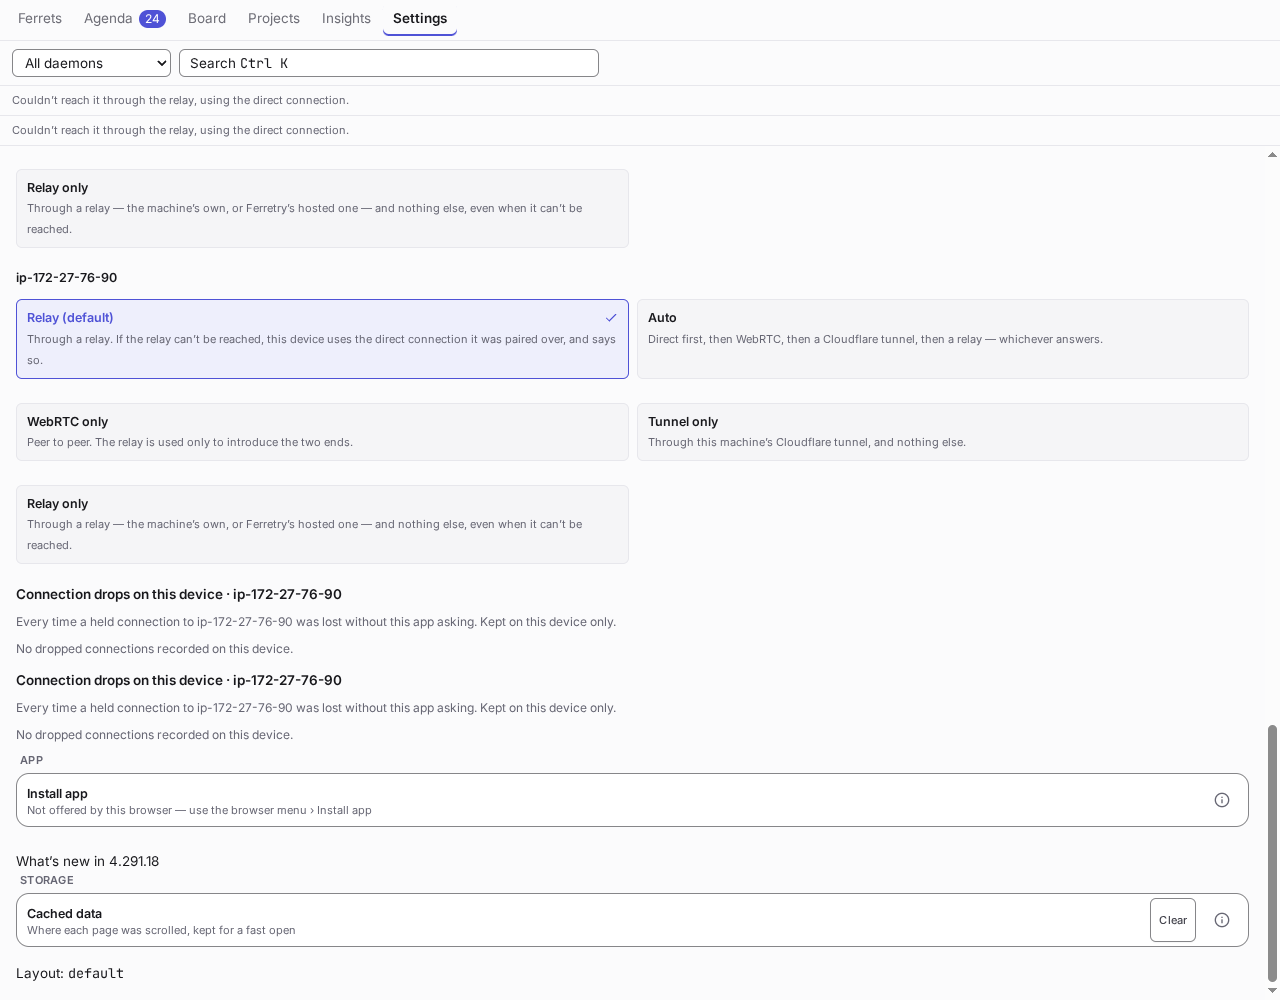 Ferrets Agenda 24 Board Projects Insights Settings
All daemons Search Ctrl K
Couldn't reach it through the relay, using the direct connection.
Couldn't reach it through the relay, using the direct connection.
Relay only
Through a relay — the machine's own, or Ferretry's hosted one — and nothing else, even when it can't be
reached.
ip-172-27-76-90
Relay (default)
Through a relay. If the relay can't be reached, this device uses the direct connection it was paired over, and says
so.
Auto
Direct first, then WebRTC, then a Cloudflare tunnel, then a relay — whichever answers.
WebRTC only
Peer to peer. The relay is used only to introduce the two ends.
Tunnel only
Through this machine's Cloudflare tunnel, and nothing else.
Relay only
Through a relay — the machine's own, or Ferretry's hosted one — and nothing else, even when it can't be
reached.
Connection drops on this device · ip-172-27-76-90
Every time a held connection to ip-172-27-76-90 was lost without this app asking. Kept on this device only.
No dropped connections recorded on this device.
Connection drops on this device · ip-172-27-76-90
Every time a held connection to ip-172-27-76-90 was lost without this app asking. Kept on this device only.
No dropped connections recorded on this device.
APP
Install app
Not offered by this browser — use the browser menu › Install app
What's new in 4.291.18
STORAGE
Cached data
Where each page was scrolled, kept for a fast open
Clear
Layout: default